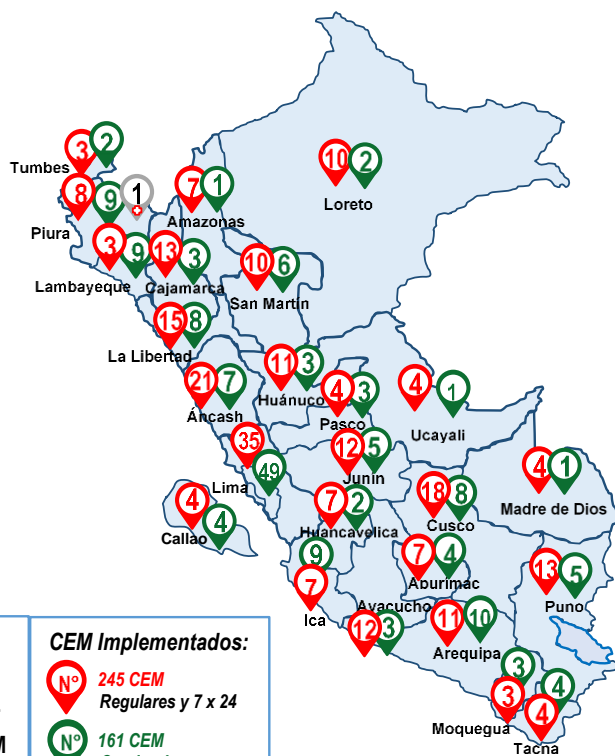 3 2
Tumbes
10 2
Loreto
8 9 1
Piura
7 1
Amazonas
3 9
Lambayeque
13 3
Cajamarca
10 6
San Martin
15 8
La Libertad
11 3
Huánuco
21 7
Áncash
4 3
Pasco
4 1
Ucayali
35 49
Lima
12 5
Junín
4 4
Callao
7 2
Huancavelica
18 8
Cusco
4 1
Madre de Dios
9
7
Ica
7 4
Apurímac
Ayacucho
12 3
11 10
Arequipa
13 5
Puno
3
3
Moquegua
4
4
Tacna
CEM Implementados:
N° 245 CEM
Regulares y 7 x 24
N° 161 CEM
M